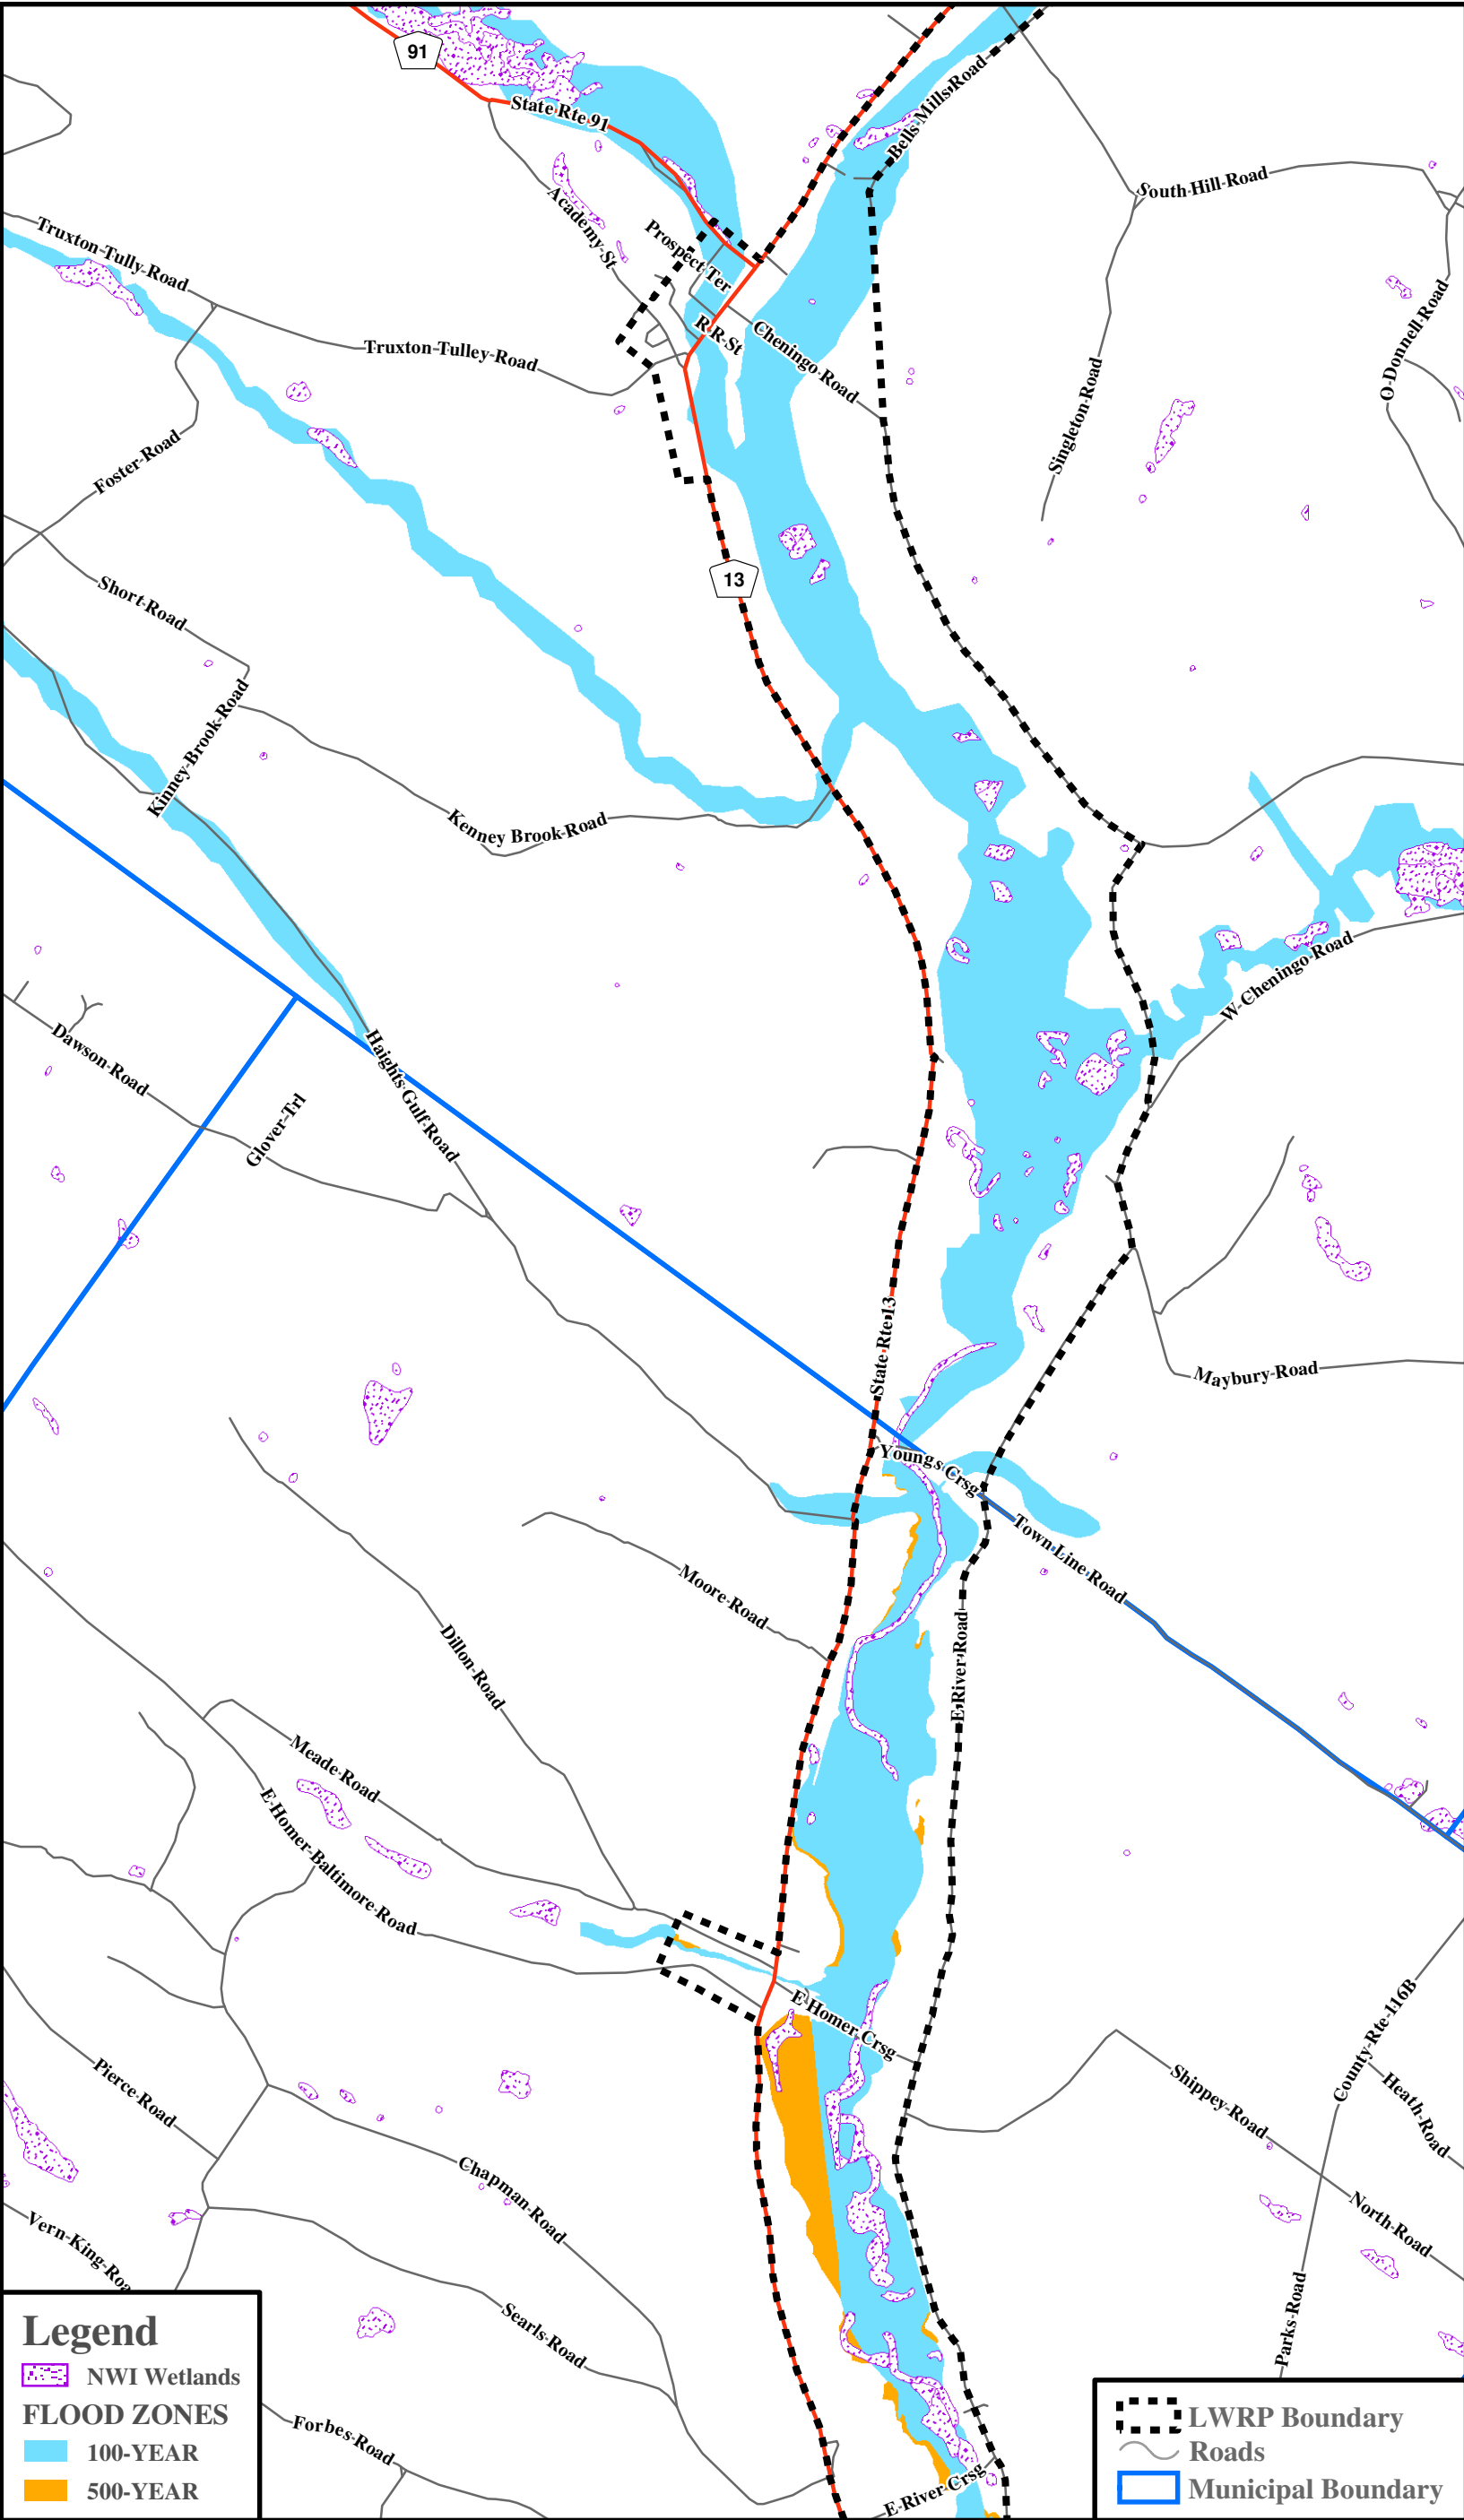 91
State Rte 91
Bells Mills Road
South Hill Road
Academy St
Prospect Ter
Truxton Tully Road
R R St
Cheningo Road
Truxton Tulley Road
O Donnell Road
Singleton Road
Foster Road
13
Short Road
Kinney Brook Road
Kenney Brook Road
W Cheningo Road
Dawson Road
Haights Gulf Road
Glover Trl
State Rte 13
Maybury Road
Youngs Crsg
Town Line Road
Moore Road
E River Road
Dillon Road
Meade Road
E Homer Baltimore Road
E Homer Crsg
County Rte 116B
Pierce Road
Shippey Road
Heath Road
Chapman Road
North Road
Vern King Roa
Searls Road
Parks Road
Forbes Road
E River Crsg
Legend
NWI Wetlands
FLOOD ZONES
100-YEAR
500-YEAR
LWRP Boundary
Roads
Municipal Boundary